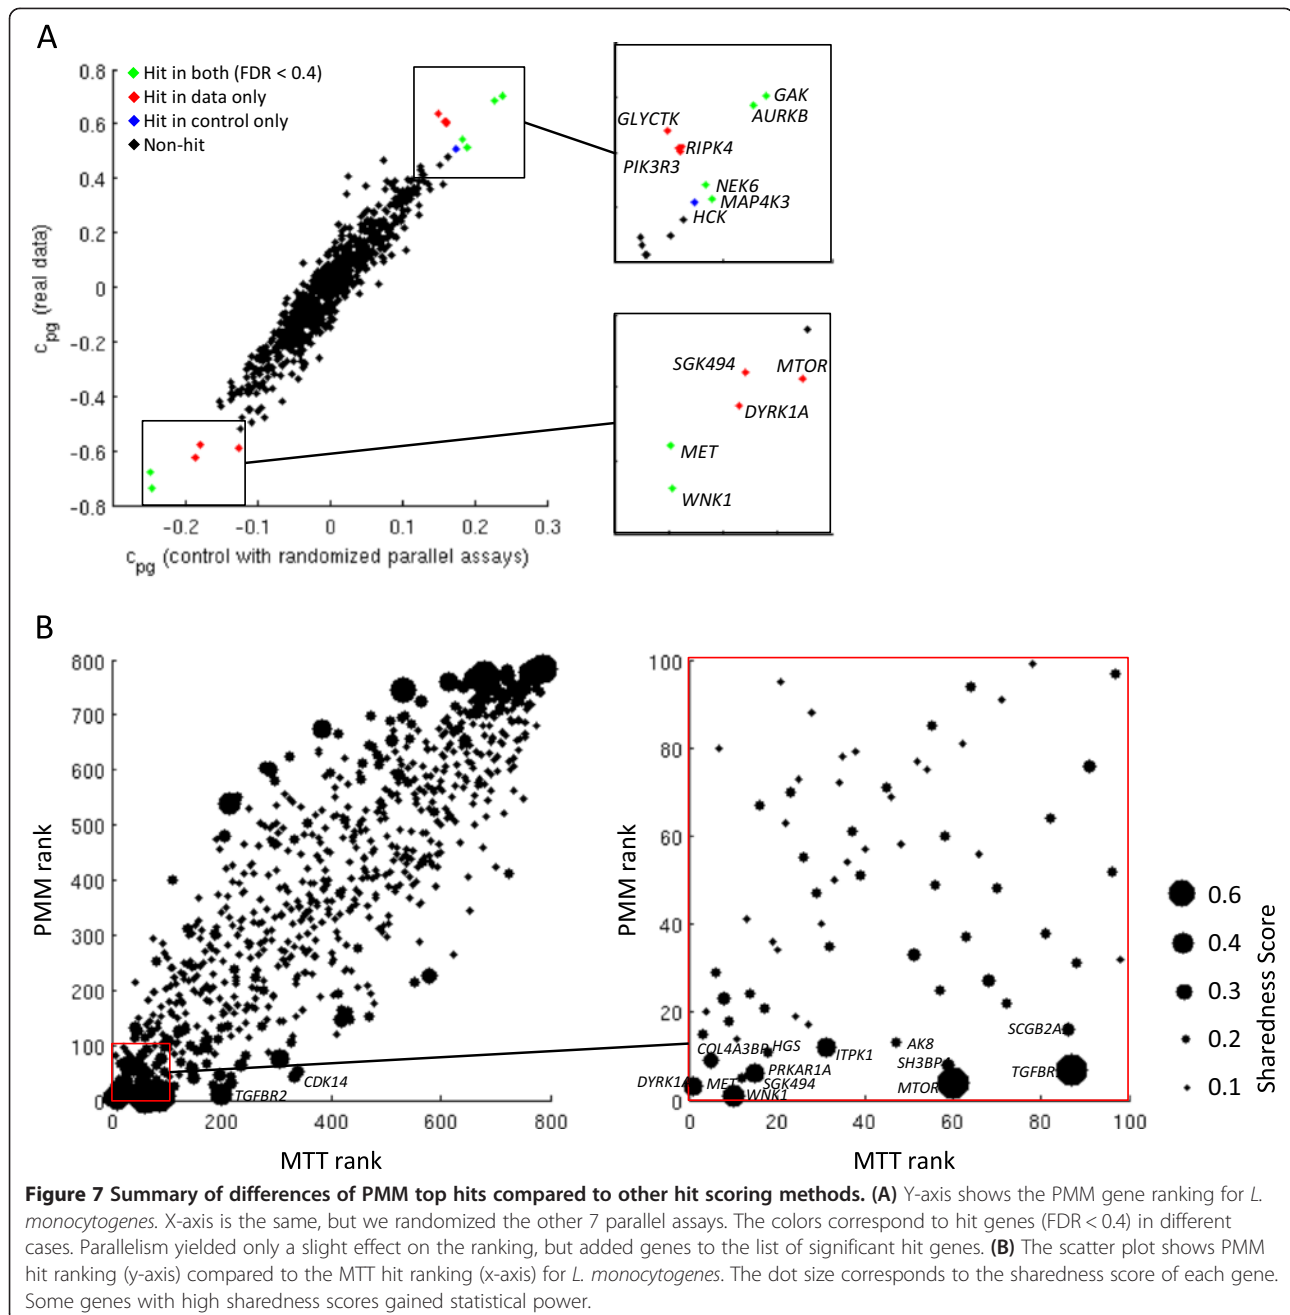 A
Hit in both (FDR < 0.4)
Hit in data only
Hit in control only
Non-hit
0.8
0.6
0.4
0.2
0
-0.2
-0.4
-0.6
-0.8
c_pg (real data)
-0.2
-0.1
0
0.1
0.2
0.3
c_pg (control with randomized parallel assays)
GAK
AURKB
GLYCTK
RIPK4
PIK3R3
NEK6
MAP4K3
HCK
SGK494
MTOR
DYRK1A
MET
WNK1
B
800
700
600
500
400
300
200
100
0
PMM rank
0
200
400
600
800
MTT rank
CDK14
TGFBR2
100
80
60
40
20
0
PMM rank
0
20
40
60
80
100
MTT rank
SCGB2A
COL4A3BP
HGS
ITPK1
AK8
SH3BP
TGFBR
DYRK1A
MET
PRKAR1A
SGK494
WNK1
MTOR
0.6
0.4
0.3
0.2
0.1
Sharedness Score
Figure 7 Summary of differences of PMM top hits compared to other hit scoring methods. (A) Y-axis shows the PMM gene ranking for L.
monocytogenes. X-axis is the same, but we randomized the other 7 parallel assays. The colors correspond to hit genes (FDR < 0.4) in different
cases. Parallelism yielded only a slight effect on the ranking, but added genes to the list of significant hit genes. (B) The scatter plot shows PMM
hit ranking (y-axis) compared to the MTT hit ranking (x-axis) for L. monocytogenes. The dot size corresponds to the sharedness score of each gene.
Some genes with high sharedness scores gained statistical power.